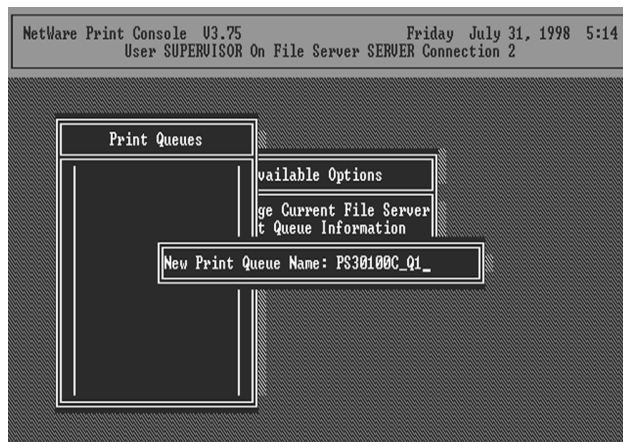 NetWare Print Console V3.75 Friday July 31, 1998 5:14
User SUPERVISOR On File Server SERVER Connection 2
Print Queues
vailable Options
ge Current File Server
t Queue Information
New Print Queue Name: PS30100C_Q1_